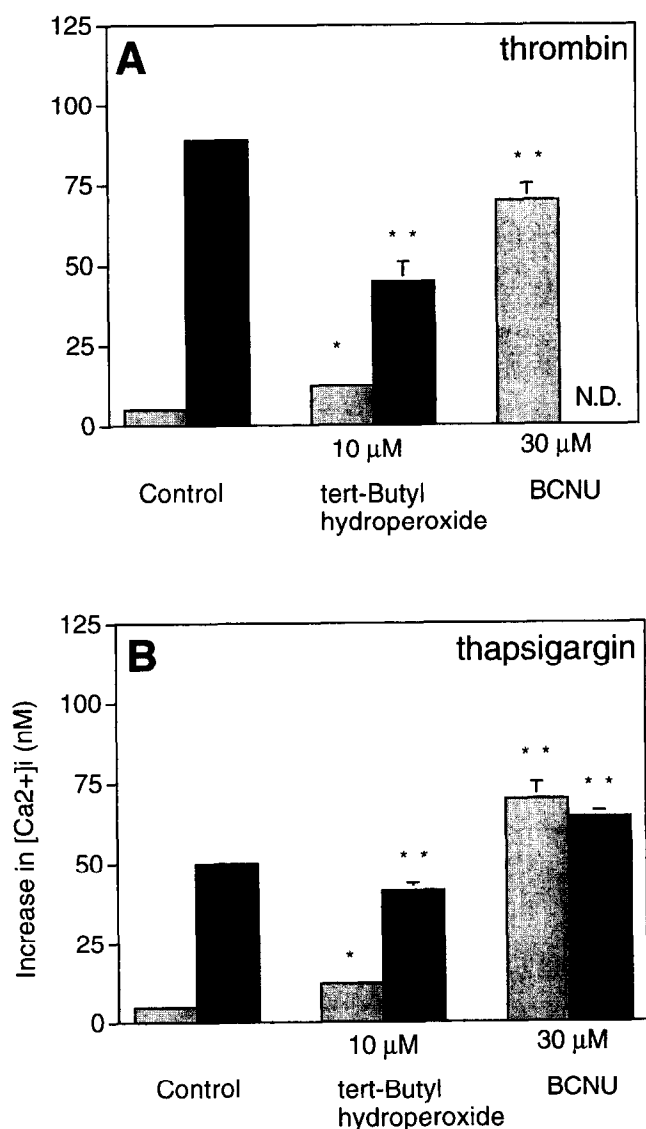 A
thrombin
125
100
75
50
25
0
* *
* *
*
N.D.
10 μM
30 μM
Control
tert-Butyl
hydroperoxide
BCNU
B
thapsigargin
Increase in [Ca2+]i (nM)
125
100
75
50
25
0
* *
* *
* *
*
10 μM
30 μM
Control
tert-Butyl
hydroperoxide
BCNU